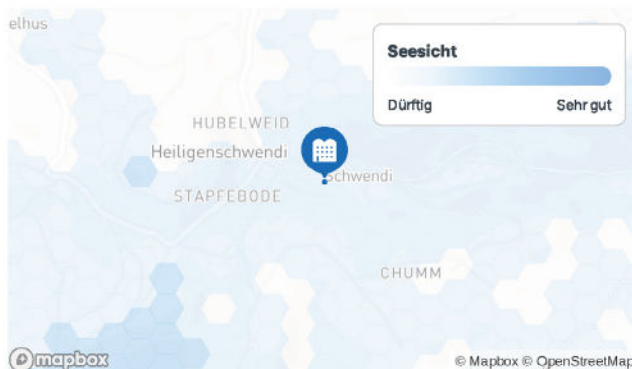 elhus
Seesicht
Dürftig Sehr gut
HUBELWEID
Heiligenschwendi
Schwendi
STAPFEBODE
CHUMM
mapbox © Mapbox © OpenStreetMap